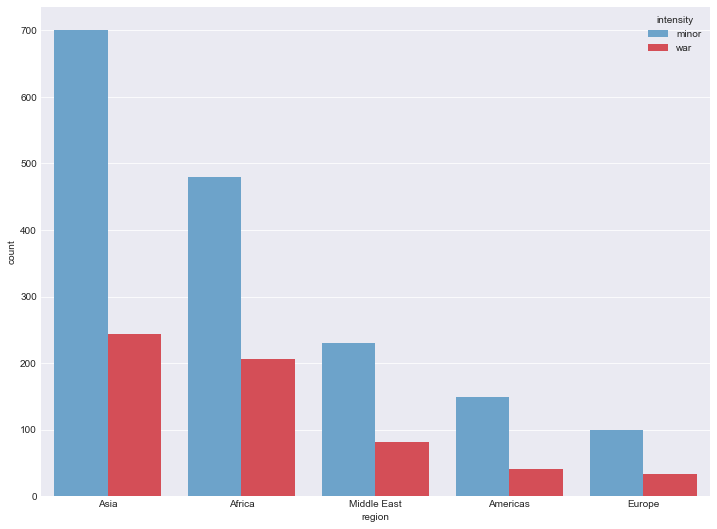 intensity
minor
war
700
600
500
400
300
200
100
0
count
Asia
Africa
Middle East
Americas
Europe
region